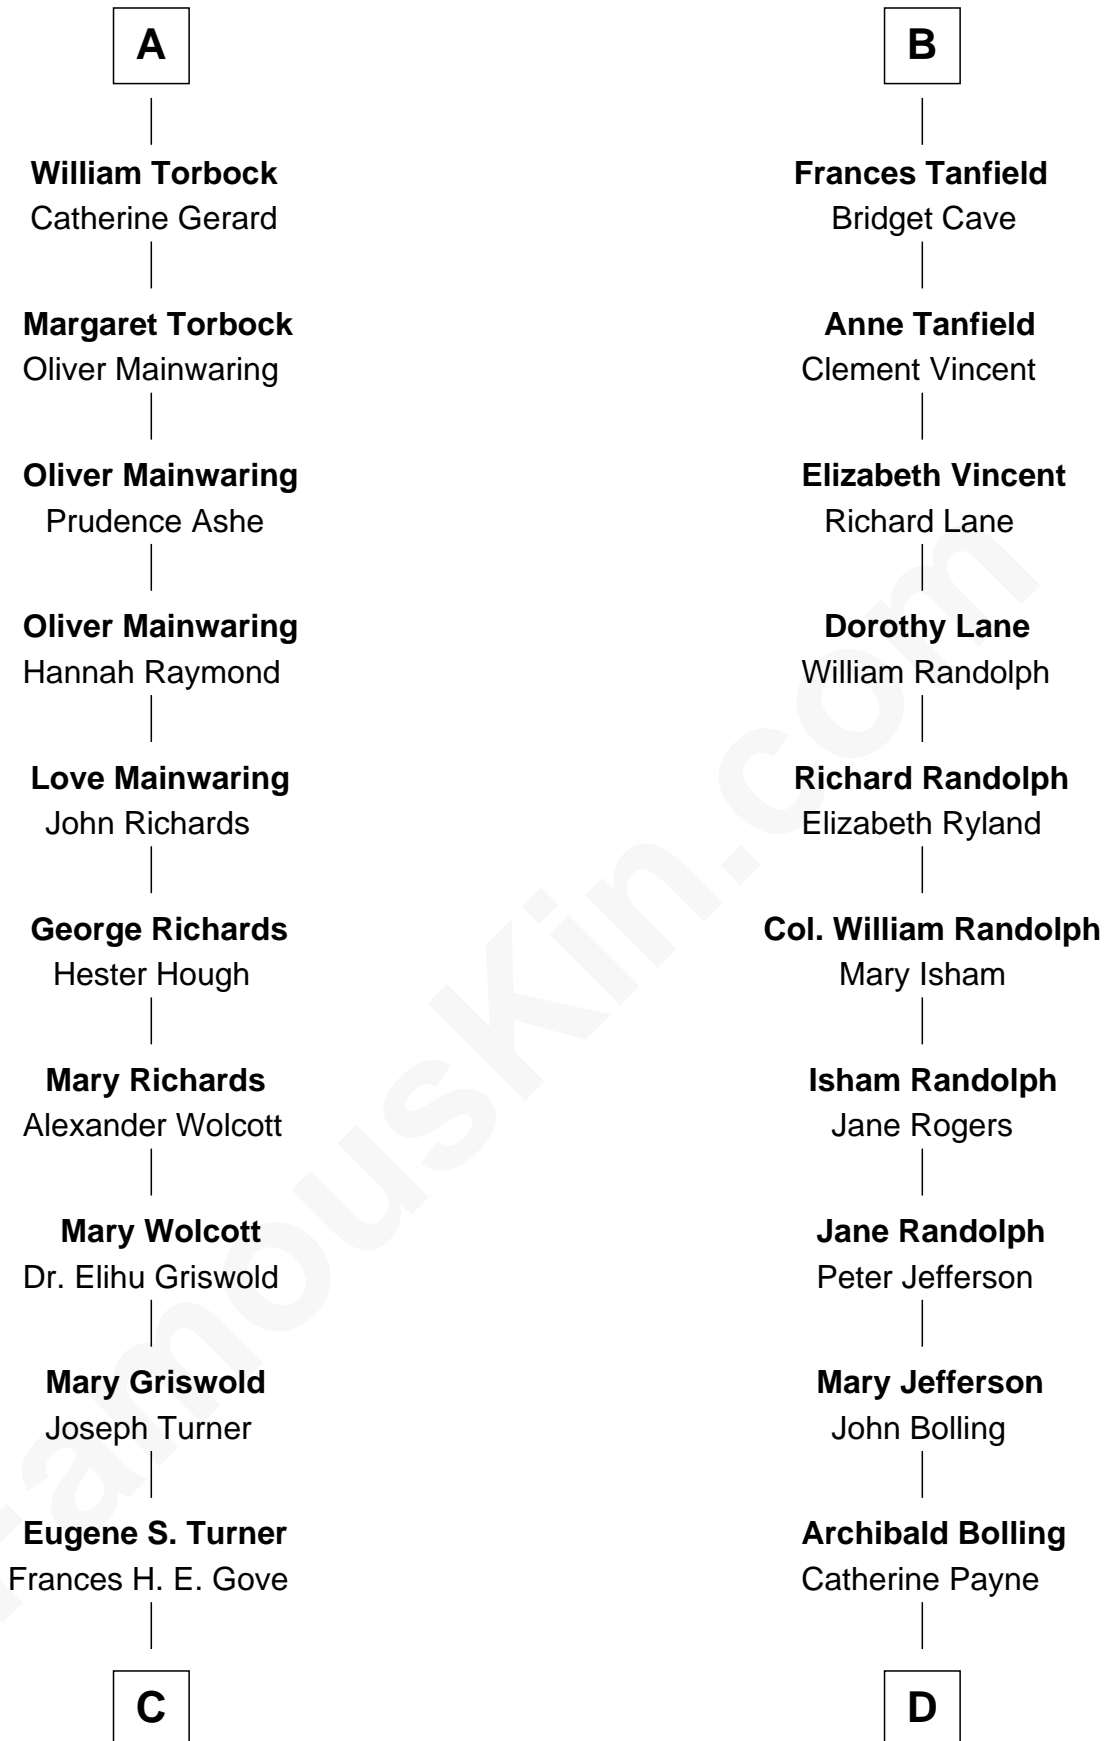 A
William Torbock
Catherine Gerard
Margaret Torbock
Oliver Mainwaring
Oliver Mainwaring
Prudence Ashe
Oliver Mainwaring
Hannah Raymond
Love Mainwaring
John Richards
George Richards
Hester Hough
Mary Richards
Alexander Wolcott
Mary Wolcott
Dr. Elihu Griswold
Mary Griswold
Joseph Turner
Eugene S. Turner
Frances H. E. Gove
C
B
Frances Tanfield
Bridget Cave
Anne Tanfield
Clement Vincent
Elizabeth Vincent
Richard Lane
Dorothy Lane
William Randolph
Richard Randolph
Elizabeth Ryland
Col. William Randolph
Mary Isham
Isham Randolph
Jane Rogers
Jane Randolph
Peter Jefferson
Mary Jefferson
John Bolling
Archibald Bolling
Catherine Payne
D
FamousKin.com